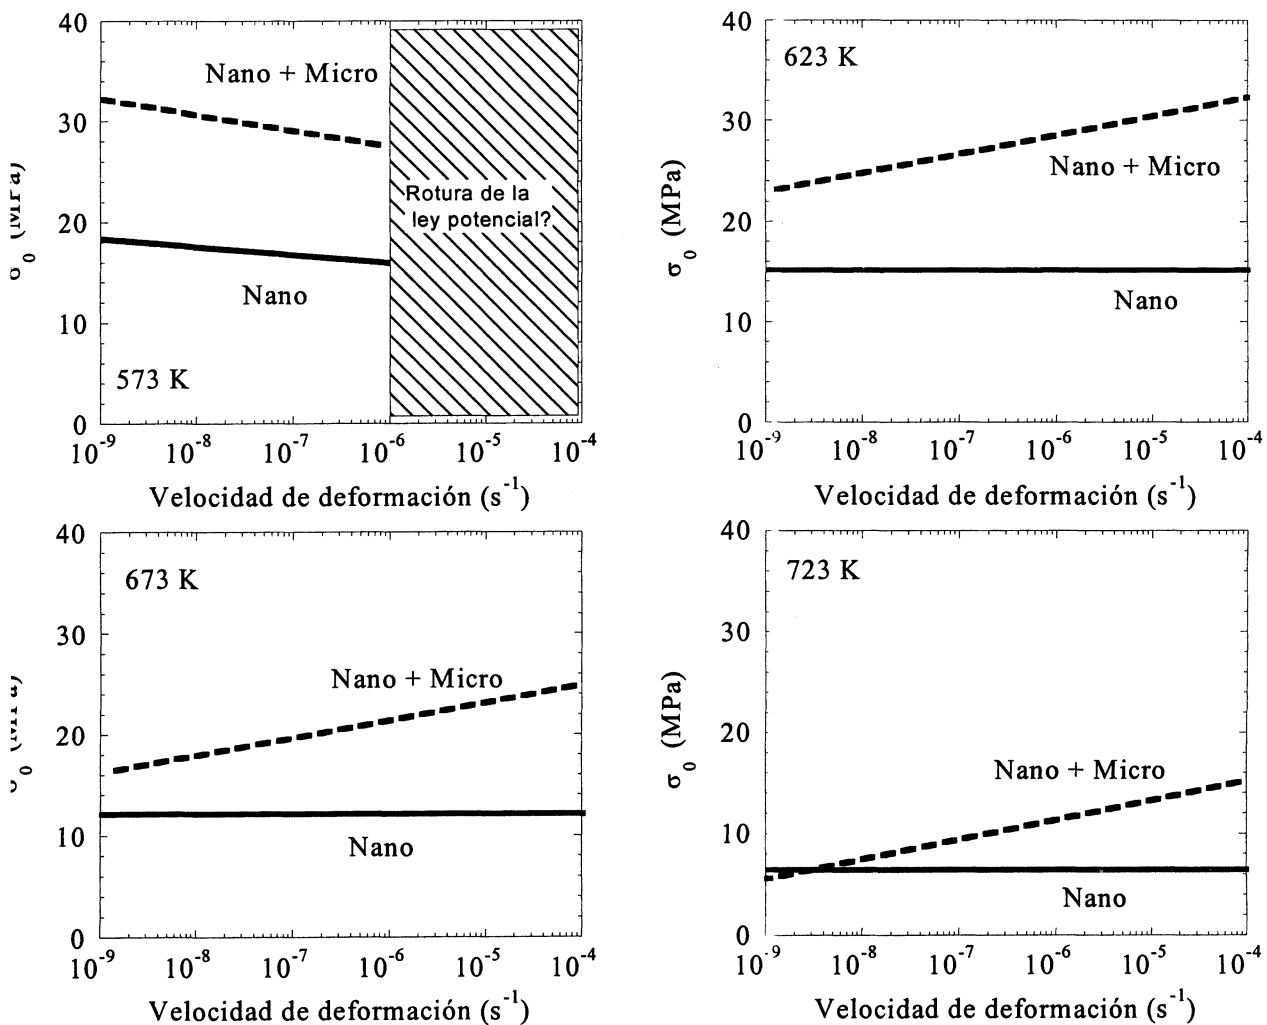 40
30
20
10
0
σ₀ (MPa)
Nano + Micro
Rotura de la
ley potencial?
Nano
573 K
10⁻⁹ 10⁻⁸ 10⁻⁷ 10⁻⁶ 10⁻⁵ 10⁻⁴
Velocidad de deformación (s⁻¹)
40
30
20
10
0
σ₀ (MPa)
623 K
Nano + Micro
Nano
10⁻⁹ 10⁻⁸ 10⁻⁷ 10⁻⁶ 10⁻⁵ 10⁻⁴
Velocidad de deformación (s⁻¹)
40
30
20
10
0
σ₀ (MPa)
673 K
Nano + Micro
Nano
10⁻⁹ 10⁻⁸ 10⁻⁷ 10⁻⁶ 10⁻⁵ 10⁻⁴
Velocidad de deformación (s⁻¹)
40
30
20
10
0
σ₀ (MPa)
723 K
Nano + Micro
Nano
10⁻⁹ 10⁻⁸ 10⁻⁷ 10⁻⁶ 10⁻⁵ 10⁻⁴
Velocidad de deformación (s⁻¹)